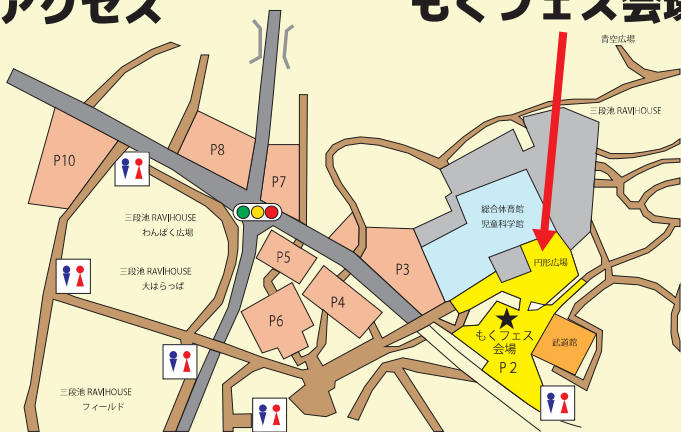 アクセス
もくフェス会場
青空広場
三段池 RAVIHOUSE
P10
P8
P7
総合体育館
児童科学館
三段池 RAVIHOUSE
わんぱく広場
三段池 RAVIHOUSE
大はらっぱ
P5
P3
円形広場
P4
P6
もくフェス
会場
P 2
武道館
三段池 RAVIHOUSE
フィールド